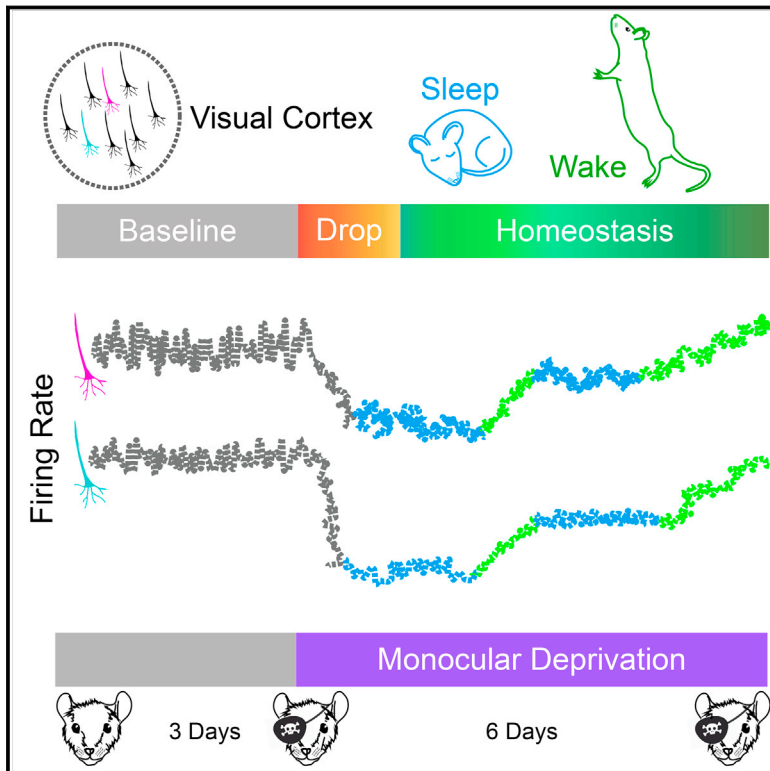 Visual Cortex
Sleep
Wake
Baseline
Drop
Homeostasis
Firing Rate
Monocular Deprivation
3 Days
6 Days